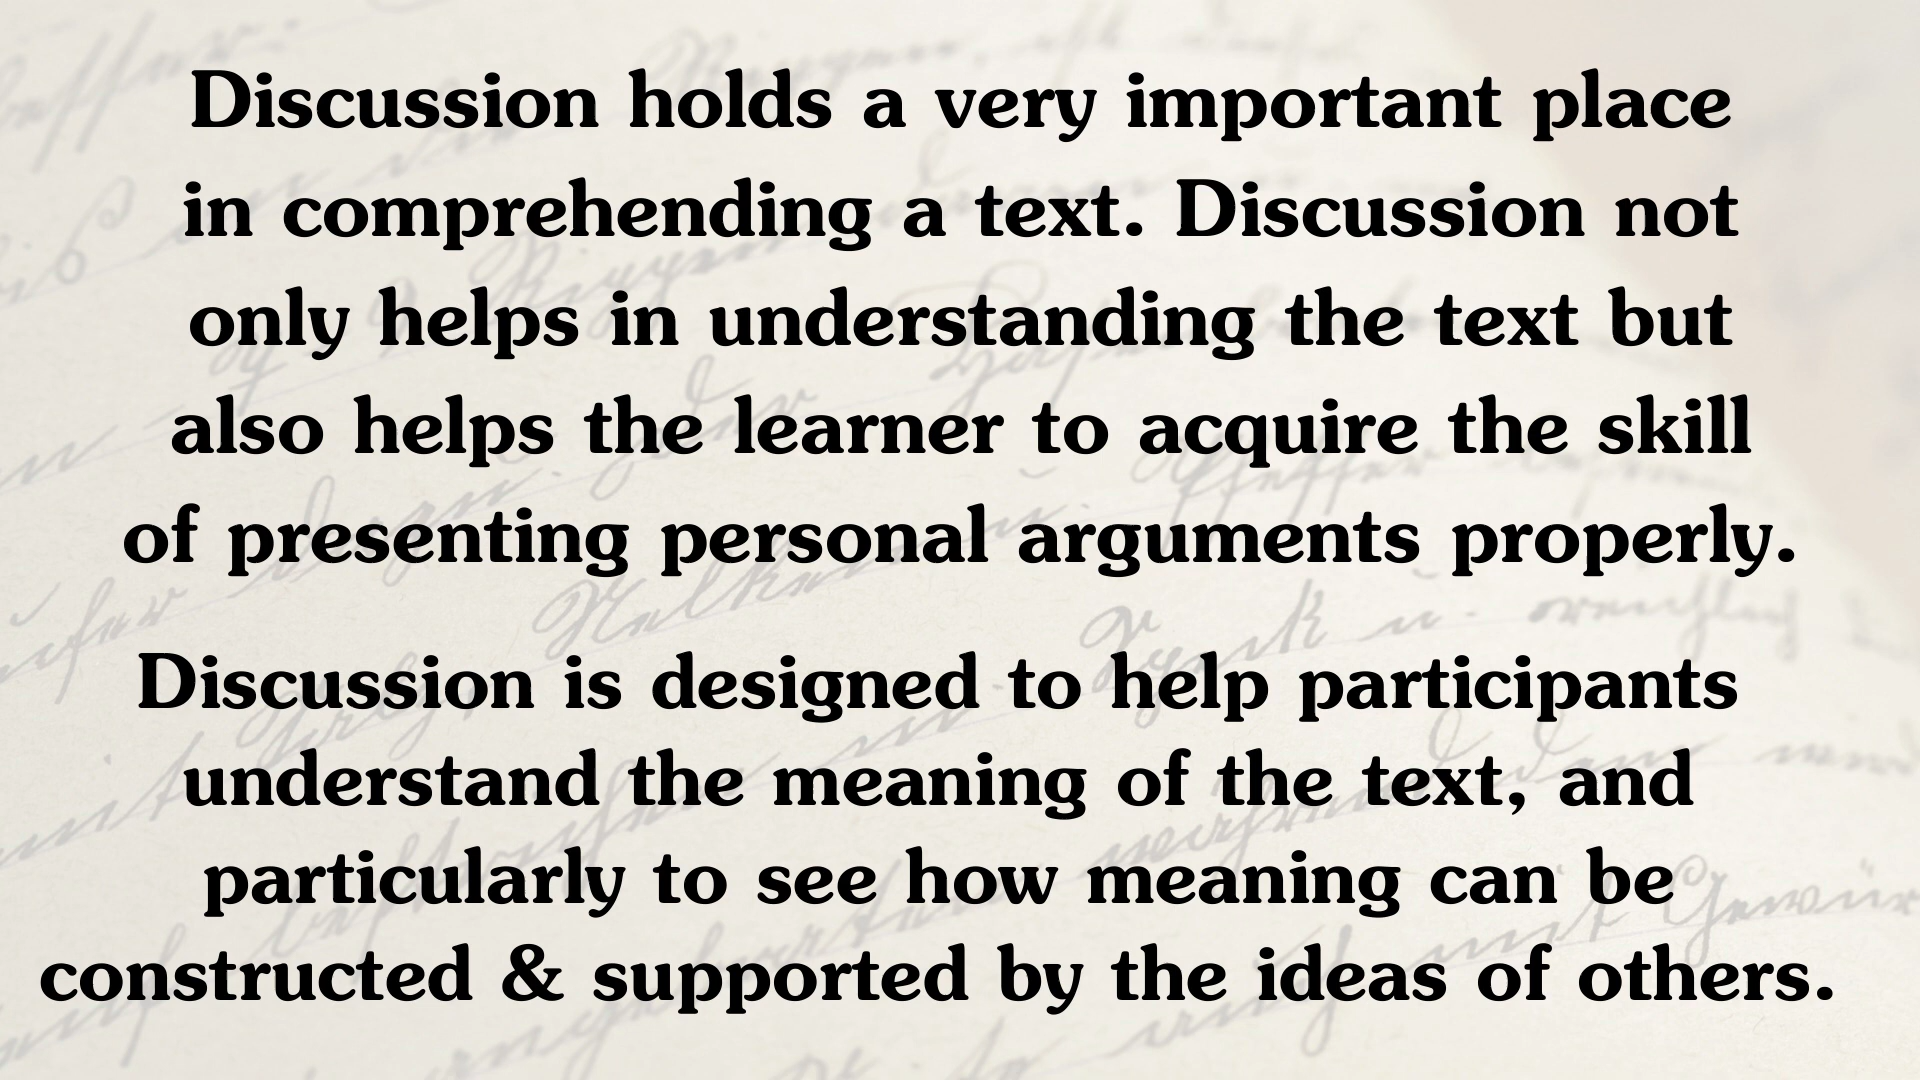 Discussion holds a very important place
in comprehending a text. Discussion not
only helps in understanding the text but
also helps the learner to acquire the skill
of presenting personal arguments properly.
Discussion is designed to help participants
understand the meaning of the text, and
particularly to see how meaning can be
constructed & supported by the ideas of others.